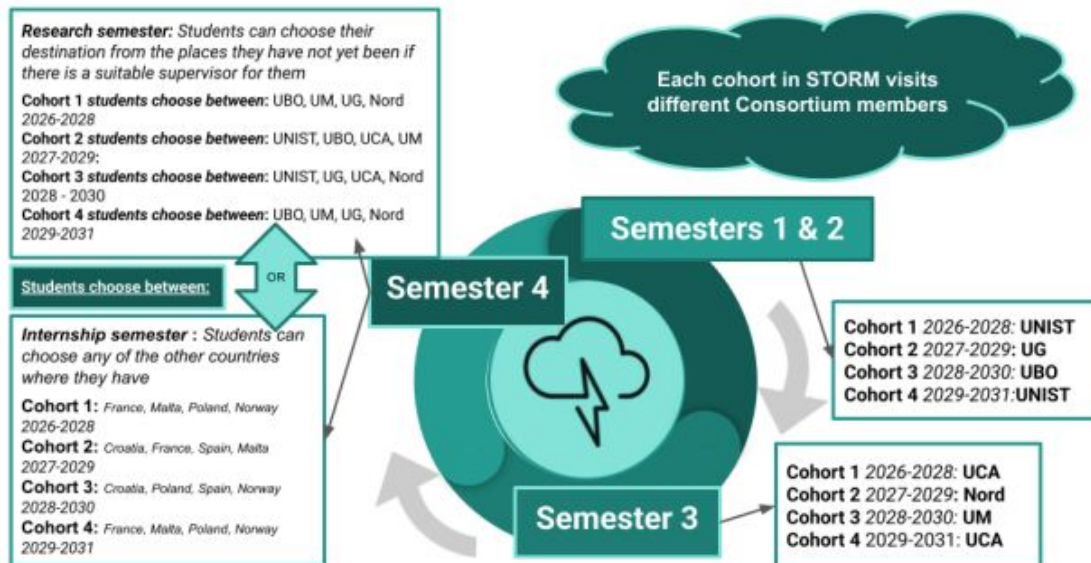 Research semester: Students can choose their
destination from the places they have not yet been if
there is a suitable supervisor for them
Cohort 1 students choose between: UBO, UM, UG, Nord
2026-2028
Cohort 2 students choose between: UNIST, UBO, UCA, UM
2027-2029:
Cohort 3 students choose between: UNIST, UG, UCA, Nord
2028 - 2030
Cohort 4 students choose between: UBO, UM, UG, Nord
2029-2031
OR
Students choose between:
Internship semester : Students can
choose any of the other countries
where they have
Cohort 1: France, Malta, Poland, Norway
2026-2028
Cohort 2: Croatia, France, Spain, Malta
2027-2029
Cohort 3: Croatia, Poland, Spain, Norway
2028-2030
Cohort 4: France, Malta, Poland, Norway
2029-2031
Each cohort in STORM visits
different Consortium members
Semesters 1 & 2
Cohort 1 2026-2028: UNIST
Cohort 2 2027-2029: UG
Cohort 3 2028-2030: UBO
Cohort 4 2029-2031:UNIST
Semester 4
Semester 3
Cohort 1 2026-2028: UCA
Cohort 2 2027-2029: Nord
Cohort 3 2028-2030: UM
Cohort 4 2029-2031: UCA